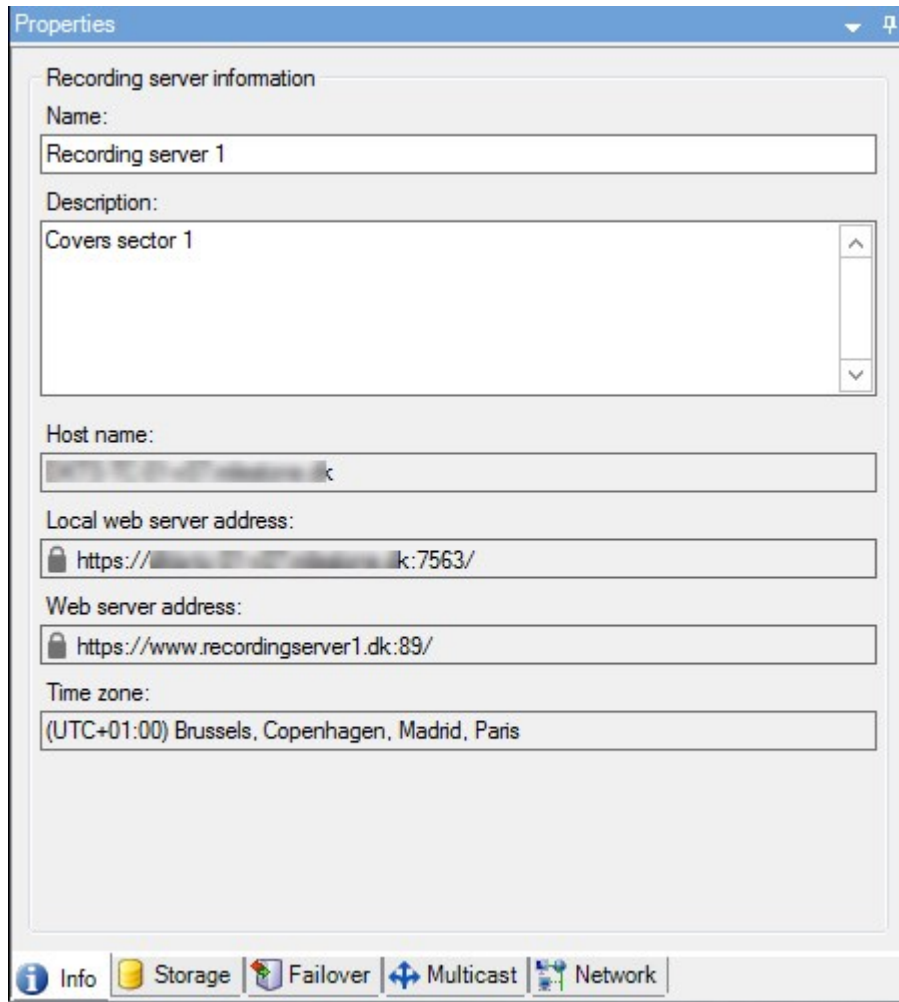 Properties
Recording server information
Name:
Recording server 1
Description:
Covers sector 1
Host name:
Local web server address:
https:// k:7563/
Web server address:
https://www.recordingserver1.dk:89/
Time zone:
(UTC+01:00) Brussels, Copenhagen, Madrid, Paris
Info Storage Failover Multicast Network